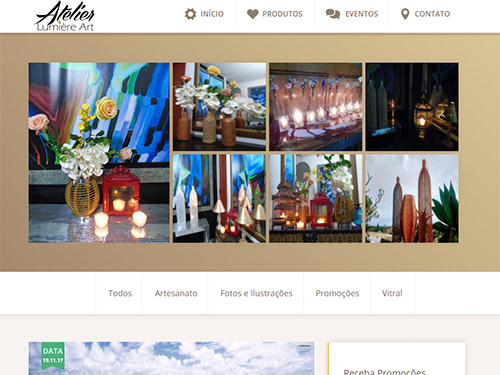 Atelier
Lumière Art
INÍCIO
PRODUTOS
EVENTOS
CONTATO
Todos
Artesanato
Fotos e Ilustrações
Promoções
Vitral
DATA
19.11.17
Receba Promoções